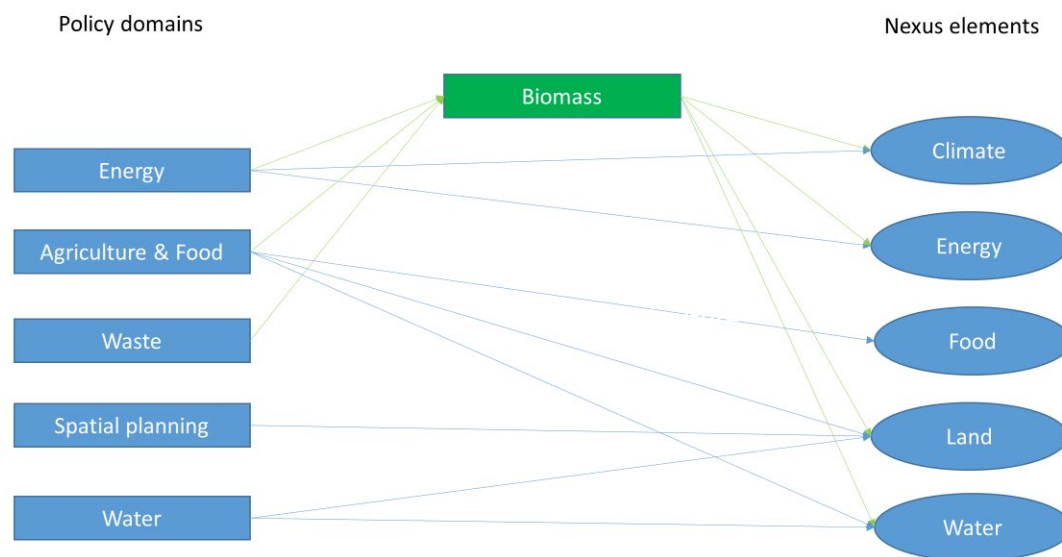 Policy domains
Nexus elements
Biomass
Climate
Energy
Agriculture & Food
Energy
Waste
Food
Spatial planning
Land
Water
Water